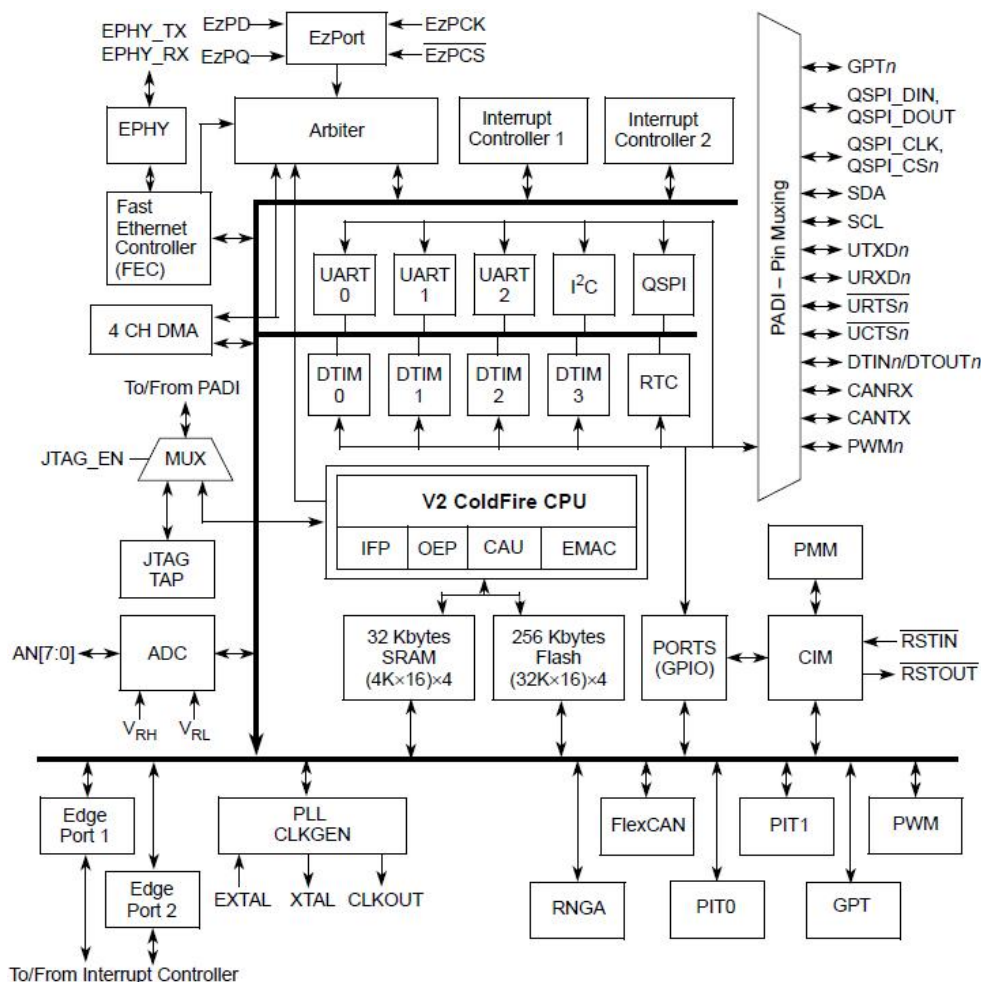 EPHY_TX
EPHY_RX
EzPD
EzPQ
EzPort
EzPCK
EzPCS
EPHY
Arbiter
Interrupt
Controller 1
Interrupt
Controller 2
Fast
Ethernet
Controller
(FEC)
4 CH DMA
UART
0
UART
1
UART
2
I²C
QSPI
DTIM
0
DTIM
1
DTIM
2
DTIM
3
RTC
PADI – Pin Muxing
GPTn
QSPI_DIN,
QSPI_DOUT
QSPI_CLK,
QSPI_CSn
SDA
SCL
UTXDn
URXDn
URTSn
UCTSn
DTINn/DTOUTn
CANRX
CANTX
PWMn
To/From PADI
JTAG_EN
MUX
JTAG
TAP
V2 ColdFire CPU
IFP
OEP
CAU
EMAC
PMM
AN[7:0]
ADC
VRH
VRL
32 Kbytes
SRAM
(4K×16)×4
256 Kbytes
Flash
(32K×16)×4
PORTS
(GPIO)
CIM
RSTIN
RSTOUT
Edge
Port 1
Edge
Port 2
PLL
CLKGEN
EXTAL
XTAL
CLKOUT
FlexCAN
PIT1
PWM
RNGA
PIT0
GPT
To/From Interrupt Controller